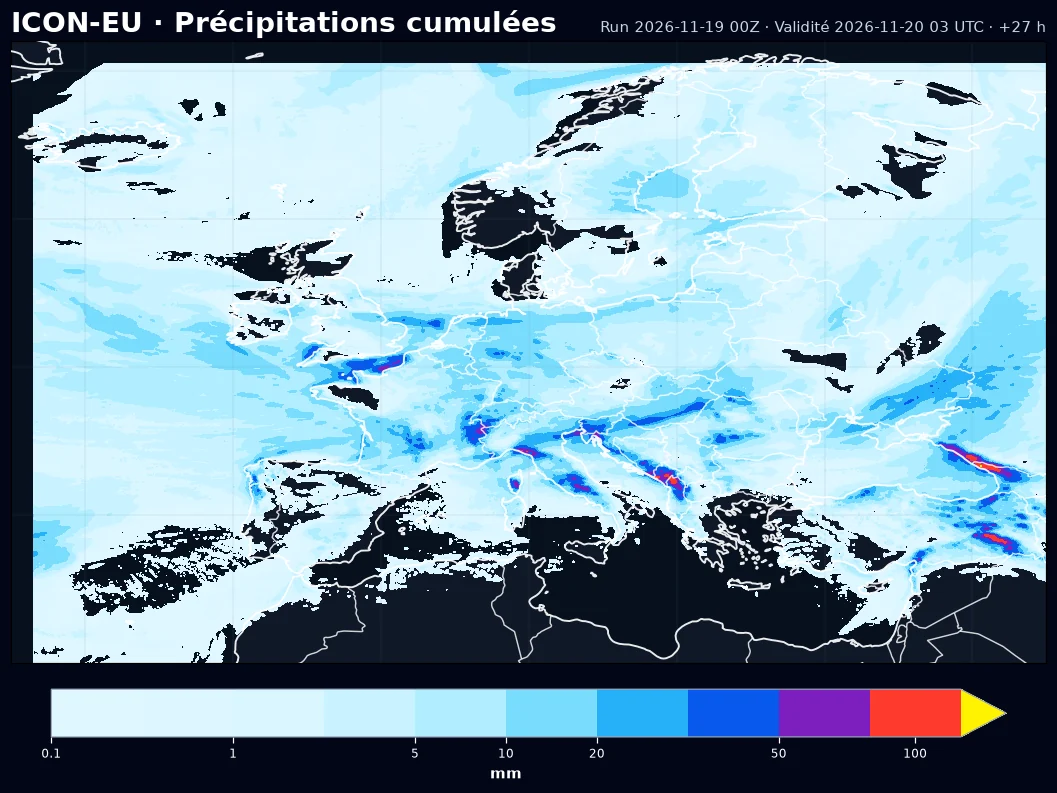 ICON-EU · Précipitations cumulées
Run 2026-11-19 00Z · Validité 2026-11-20 03 UTC · +27 h
0.1 1 5 10 20 50 100
mm